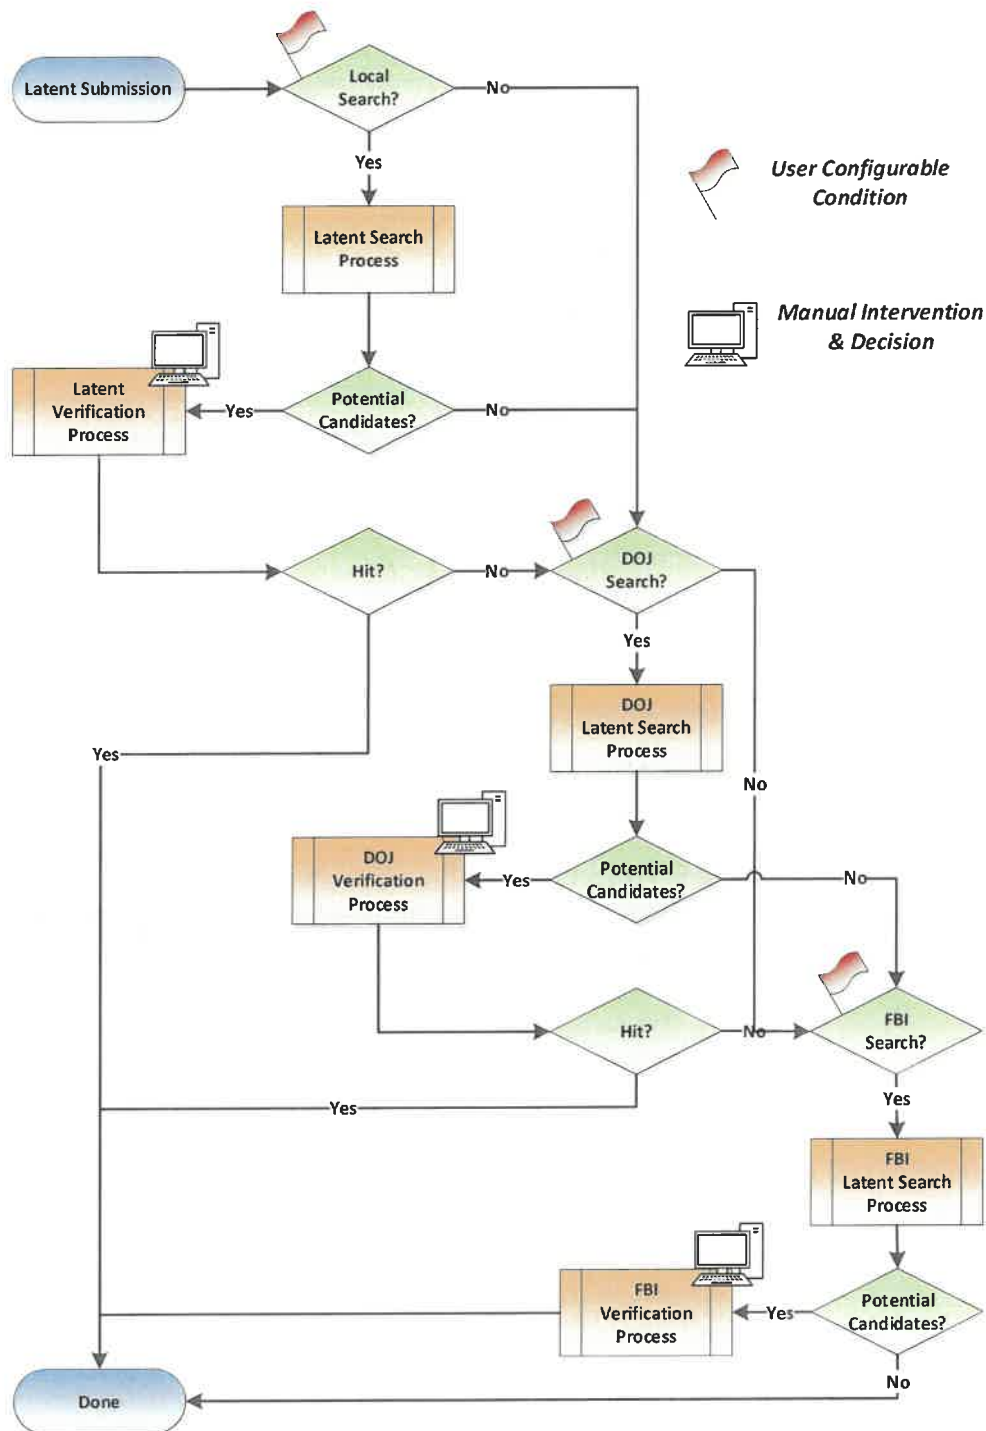 Latent Submission
Local
Search?
No
Yes
User Configurable
Condition
Latent Search
Process
Manual Intervention
& Decision
Latent
Verification
Process
Yes
Potential
Candidates?
No
Hit?
No
DOJ
Search?
Yes
DOJ
Latent Search
Process
Yes
No
DOJ
Verification
Process
Yes
Potential
Candidates?
No
Hit?
No
FBI
Search?
Yes
Yes
FBI
Latent Search
Process
FBI
Verification
Process
Yes
Potential
Candidates?
No
Done